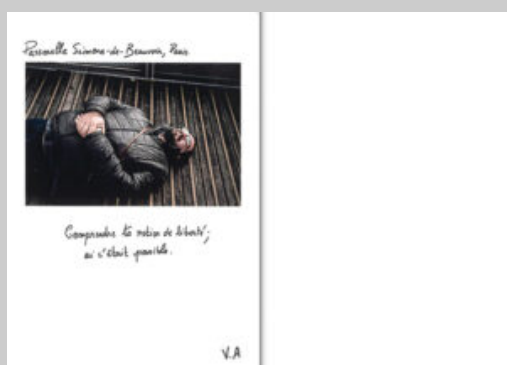 Passerelle Simone-de-Beauvoir, Paris.
Comprendre la notion de liberté;
si c'était possible.
V.A